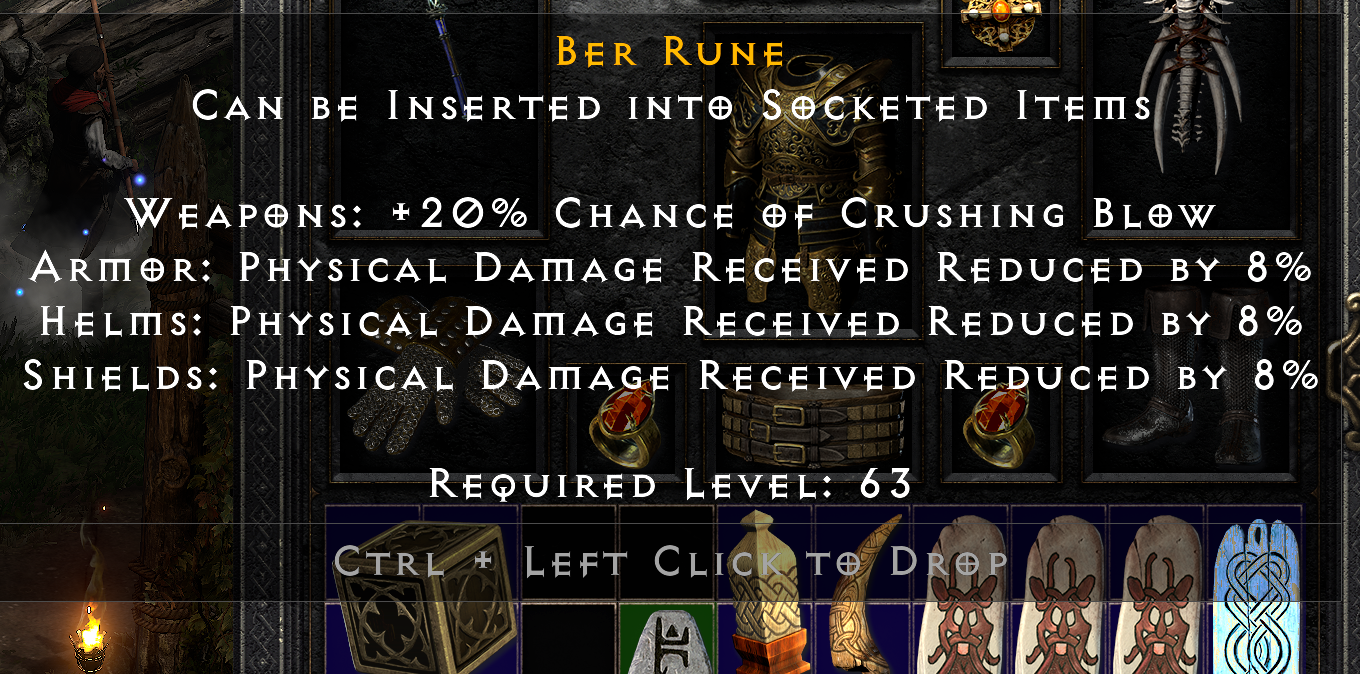 Ber Rune
Can be Inserted into Socketed Items
Weapons: +20% Chance of Crushing Blow
Armor: Physical Damage Received Reduced by 8%
Helms: Physical Damage Received Reduced by 8%
Shields: Physical Damage Received Reduced by 8%
Required Level: 63
Ctrl + Left Click to Drop